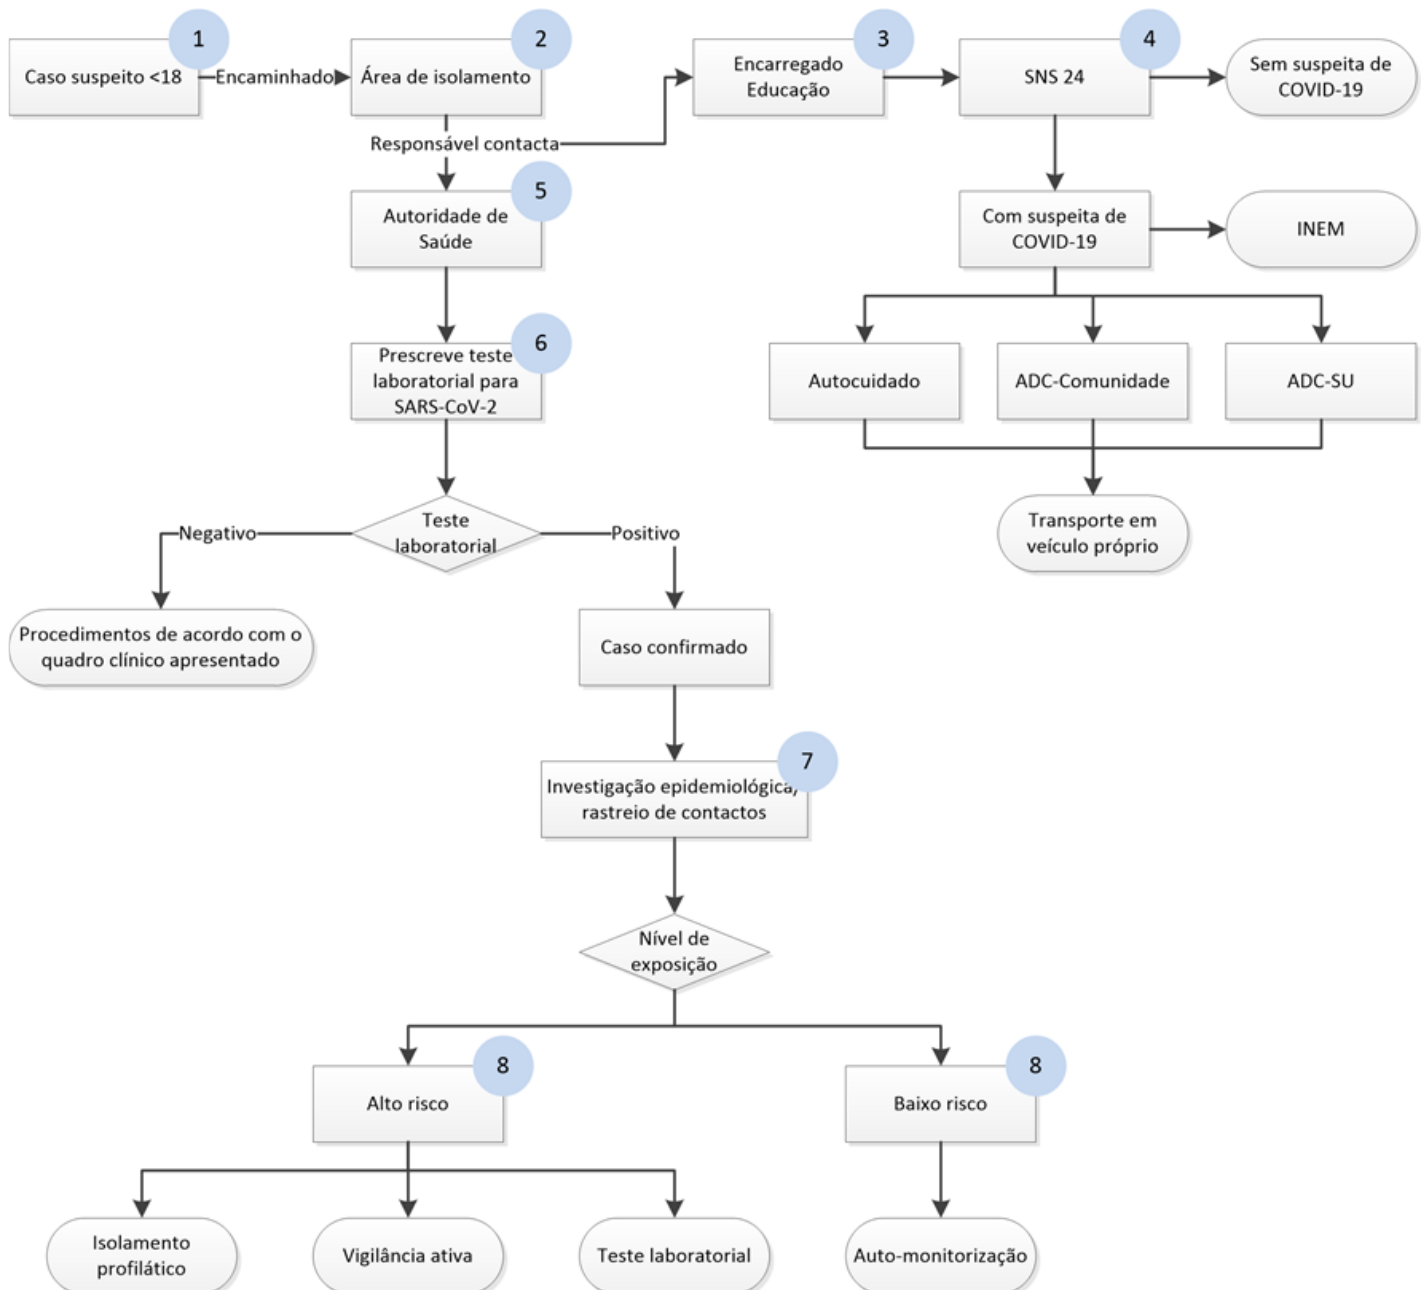 1
Caso suspeito <18
Encaminhado
2
Área de isolamento
3
Encarregado
Educação
4
SNS 24
Sem suspeita de
COVID-19
Responsável contacta
5
Autoridade de
Saúde
Com suspeita de
COVID-19
INEM
6
Prescreve teste
laboratorial para
SARS-CoV-2
Autocuidado
ADC-Comunidade
ADC-SU
Negativo
Teste
laboratorial
Positivo
Transporte em
veículo próprio
Procedimentos de acordo com o
quadro clínico apresentado
Caso confirmado
7
Investigação epidemiológica/
rastreio de contactos
Nível de
exposição
8
Alto risco
8
Baixo risco
Isolamento
profilático
Vigilância ativa
Teste laboratorial
Auto-monitorização